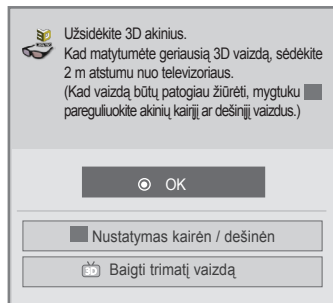 Užsidėkite 3D akinius.
Kad matytumėte geriausią 3D vaizdą, sėdėkite
2 m atstumu nuo televizoriaus.
(Kad vaizdą būtų patogiau žiūrėti, mygtuku
pareguliuokite akinių kairįjį ar dešinįjį vaizdus.)
OK
Nustatymas kairėn / dešinėn
3D Baigti trimatį vaizdą